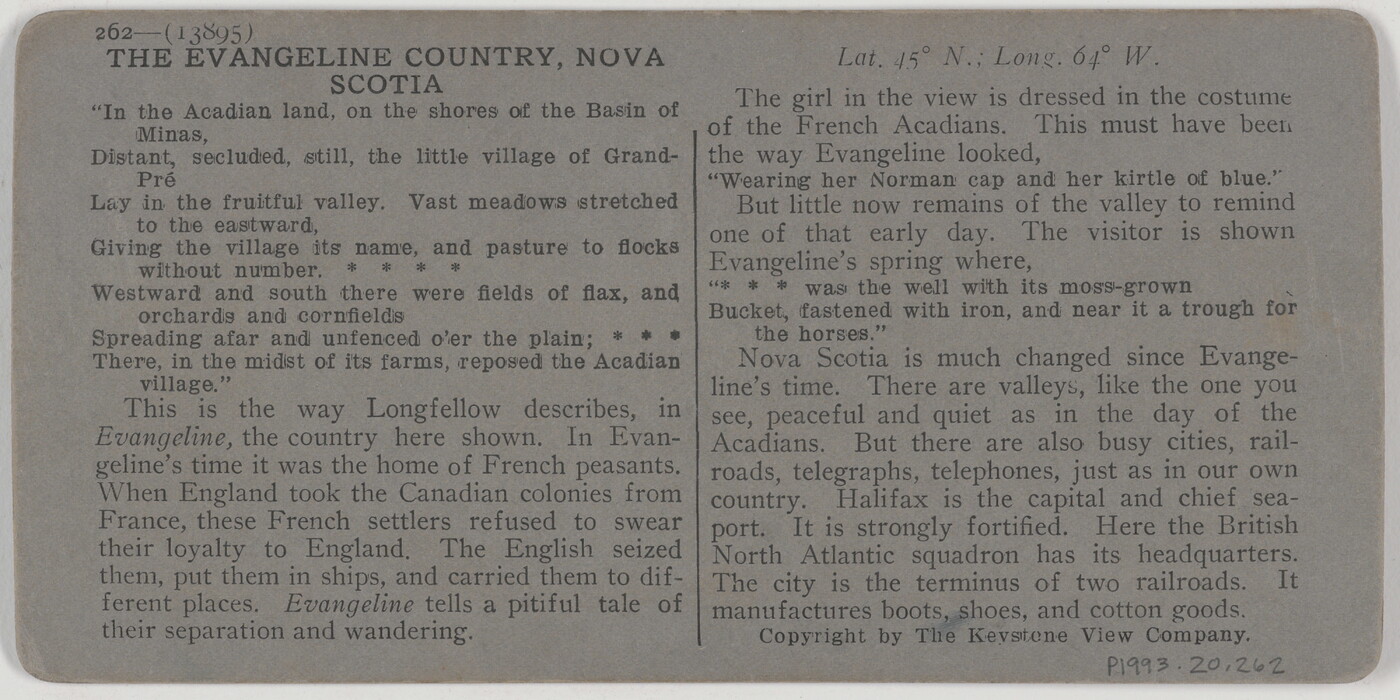 262—(13895)
THE EVANGELINE COUNTRY, NOVA
SCOTIA
“In the Acadian land, on the shores of the Basin of
Minas,
Distant, secluded, still, the little village of Grand-
Pré
Lay in the fruitful valley. Vast meadows stretched
to the eastward,
Giving the village its name, and pasture to flocks
without number. * * * *
Westward and south there were fields of flax, and
orchards and cornfields
Spreading afar and unfenced o’er the plain; * * *
There, in the midst of its farms, reposed the Acadian
village.”
This is the way Longfellow describes, in
Evangeline, the country here shown. In Evan-
geline’s time it was the home of French peasants.
When England took the Canadian colonies from
France, these French settlers refused to swear
their loyalty to England. The English seized
them, put them in ships, and carried them to dif-
ferent places. Evangeline tells a pitiful tale of
their separation and wandering.
Lat. 45° N.; Long. 64° W.
The girl in the view is dressed in the costume
of the French Acadians. This must have been
the way Evangeline looked,
“Wearing her Norman cap and her kirtle of blue.”
But little now remains of the valley to remind
one of that early day. The visitor is shown
Evangeline’s spring where,
“* * * was the well with its moss-grown
Bucket, fastened with iron, and near it a trough for
the horses.”
Nova Scotia is much changed since Evange-
line’s time. There are valleys, like the one you
see, peaceful and quiet as in the day of the
Acadians. But there are also busy cities, rail-
roads, telegraphs, telephones, just as in our own
country. Halifax is the capital and chief sea-
port. It is strongly fortified. Here the British
North Atlantic squadron has its headquarters.
The city is the terminus of two railroads. It
manufactures boots, shoes, and cotton goods.
Copyright by The Keystone View Company.
P1993.20.262